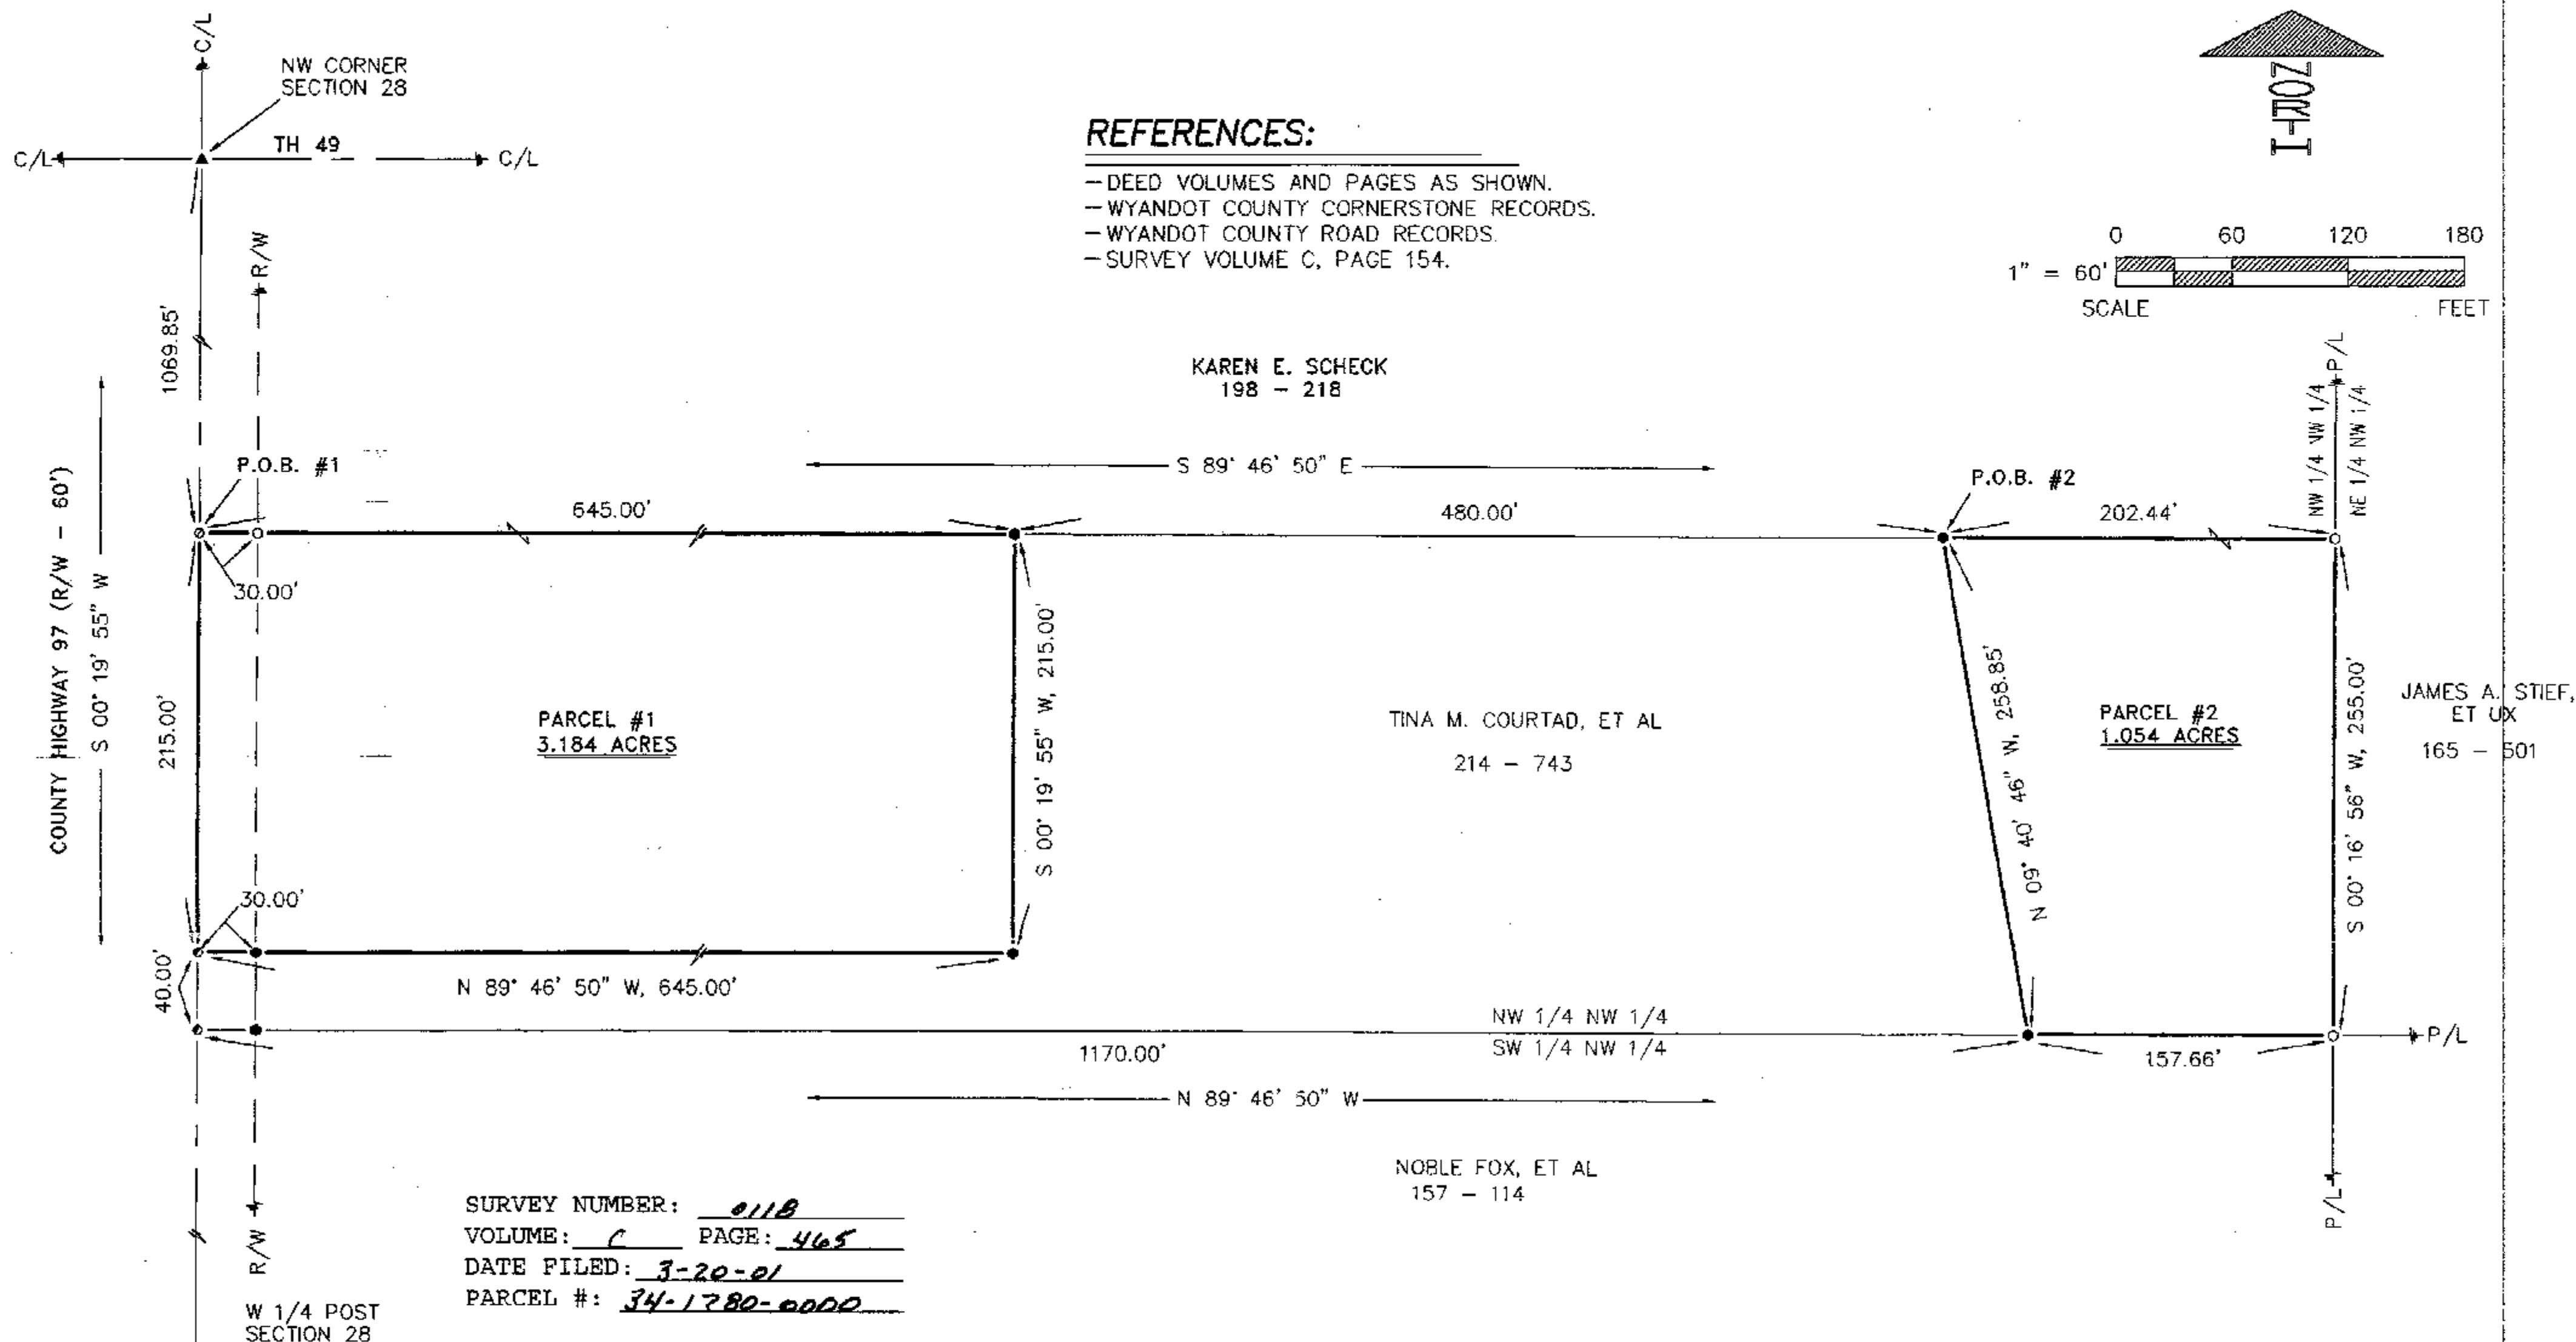 C/L
NW CORNER
SECTION 28
C/L
TH 49
C/L
NORTH
REFERENCES:
-DEED VOLUMES AND PAGES AS SHOWN.
-WYANDOT COUNTY CORNERSTONE RECORDS.
-WYANDOT COUNTY ROAD RECORDS.
-SURVEY VOLUME C, PAGE 154.
0 60 120 180
1" = 60'
SCALE FEET
R/W
1069.85'
KAREN E. SCHECK
198 - 218
P/L
NW 1/4 NW 1/4
NE 1/4 NW 1/4
P.O.B. #1
S 89° 46' 50" E
P.O.B. #2
645.00'
480.00'
202.44'
30.00'
COUNTY HIGHWAY 97 (R/W - 60')
S 00° 19' 55" W
215.00'
PARCEL #1
3.184 ACRES
S 00° 19' 55" W, 215.00'
TINA M. COURTAD, ET AL
214 - 743
N 09° 40' 46" W, 258.85'
PARCEL #2
1.054 ACRES
S 00° 16' 56" W, 255.00'
JAMES A. STIEF,
ET UX
165 - 501
30.00'
40.00'
N 89° 46' 50" W, 645.00'
NW 1/4 NW 1/4
SW 1/4 NW 1/4
P/L
1170.00'
157.66'
N 89° 46' 50" W
NOBLE FOX, ET AL
157 - 114
P/L
R/W
SURVEY NUMBER: 0118
VOLUME: C PAGE: 465
DATE FILED: 3-20-01
PARCEL #: 34-1780-0000
W 1/4 POST
SECTION 28